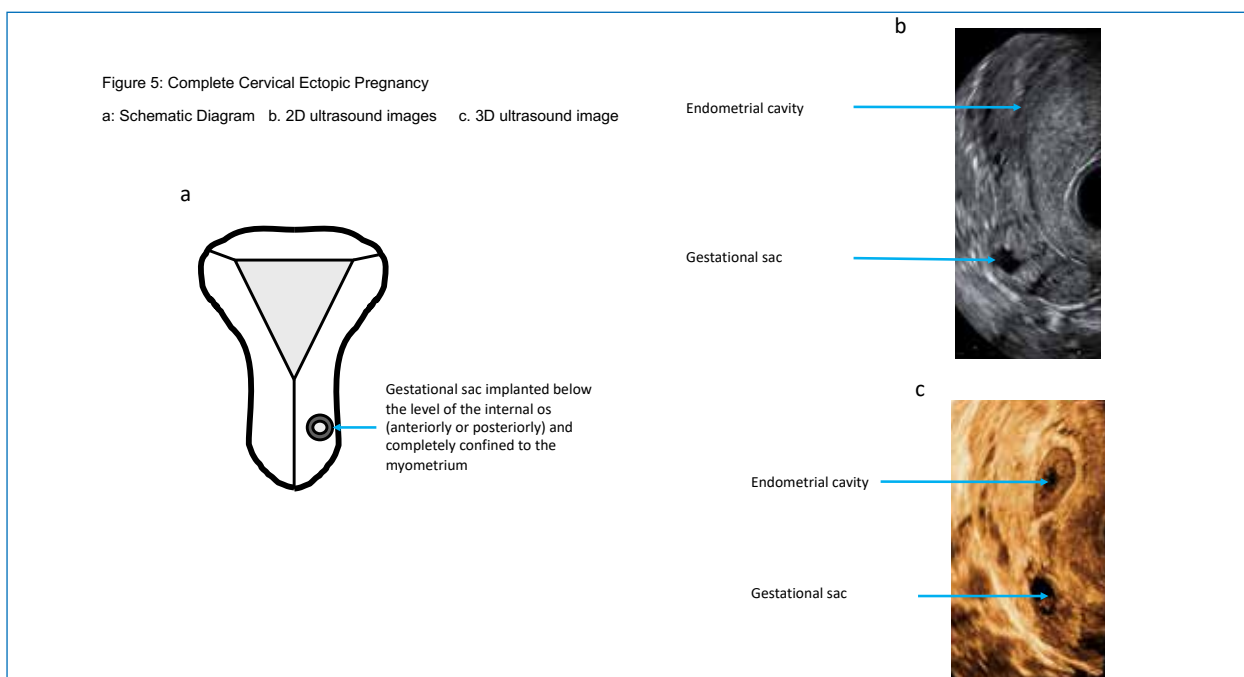 Figure 5: Complete Cervical Ectopic Pregnancy
a: Schematic Diagram b. 2D ultrasound images c. 3D ultrasound image
a
Gestational sac implanted below
the level of the internal os
(anteriorly or posteriorly) and
completely confined to the
myometrium
b
Endometrial cavity
Gestational sac
c
Endometrial cavity
Gestational sac